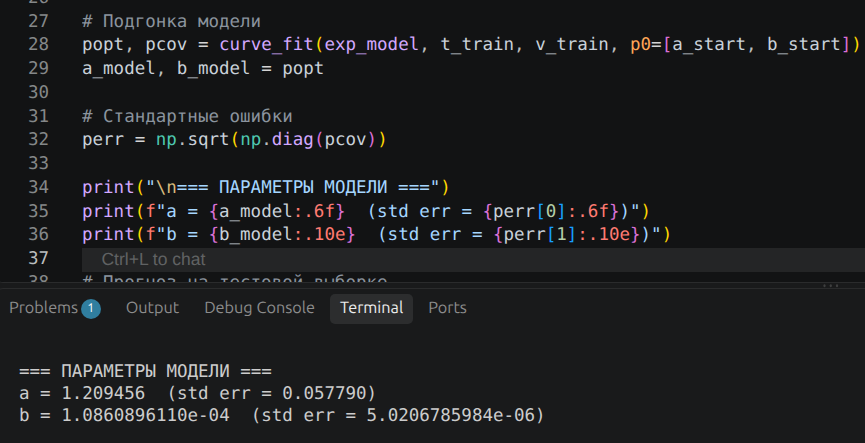 27 # Подгонка модели
28 popt, pcov = curve_fit(exp_model, t_train, v_train, p0=[a_start, b_start])
29 a_model, b_model = popt
30
31 # Стандартные ошибки
32 perr = np.sqrt(np.diag(pcov))
33
34 print("\n=== ПАРАМЕТРЫ МОДЕЛИ ===")
35 print(f"a = {a_model:.6f}  (std err = {perr[0]:.6f})")
36 print(f"b = {b_model:.10e}  (std err = {perr[1]:.10e})")
37 Ctrl+L to chat
38 # Прогноз на тестовой выборке
Problems 1 Output Debug Console Terminal Ports
=== ПАРАМЕТРЫ МОДЕЛИ ===
a = 1.209456  (std err = 0.057790)
b = 1.0860896110e-04  (std err = 5.0206785984e-06)